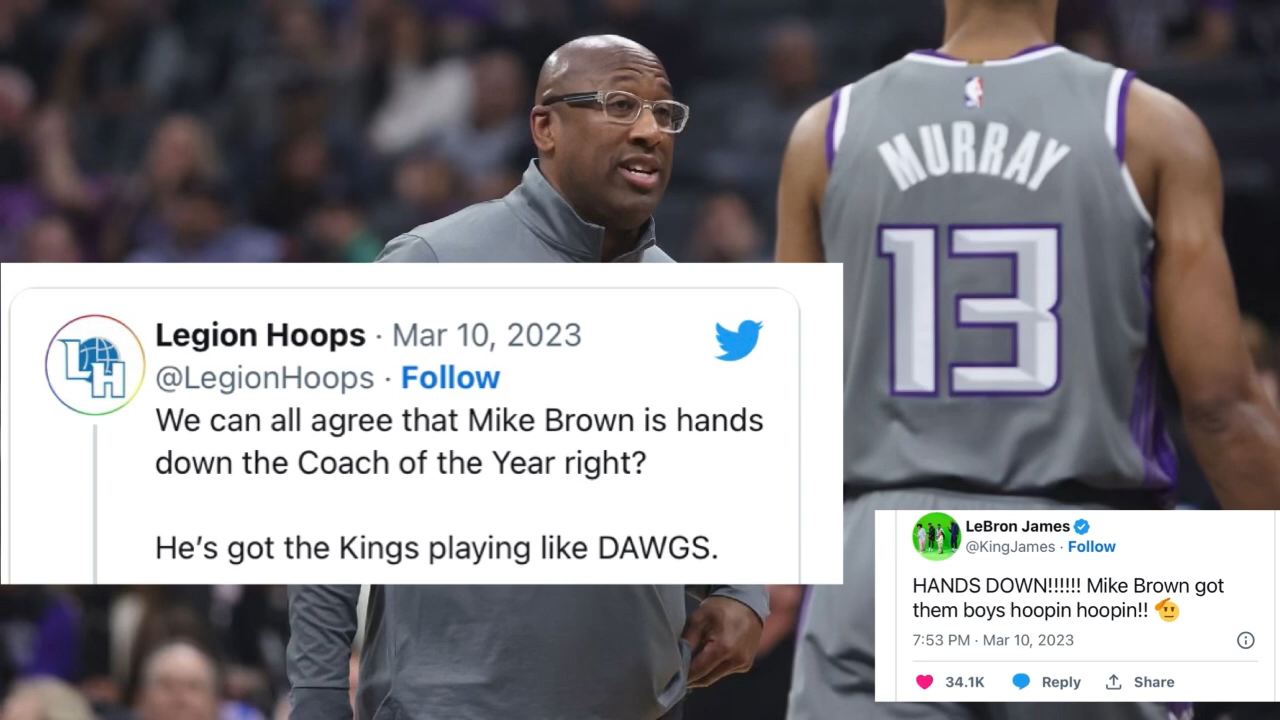 MURRAY
13
LH
Legion Hoops · Mar 10, 2023
@LegionHoops · Follow
We can all agree that Mike Brown is hands
down the Coach of the Year right?
He's got the Kings playing like DAWGS.
LeBron James
@KingJames · Follow
HANDS DOWN!!!!!! Mike Brown got
them boys hoopin hoopin!! 🫡
7:53 PM · Mar 10, 2023
34.1K Reply Share